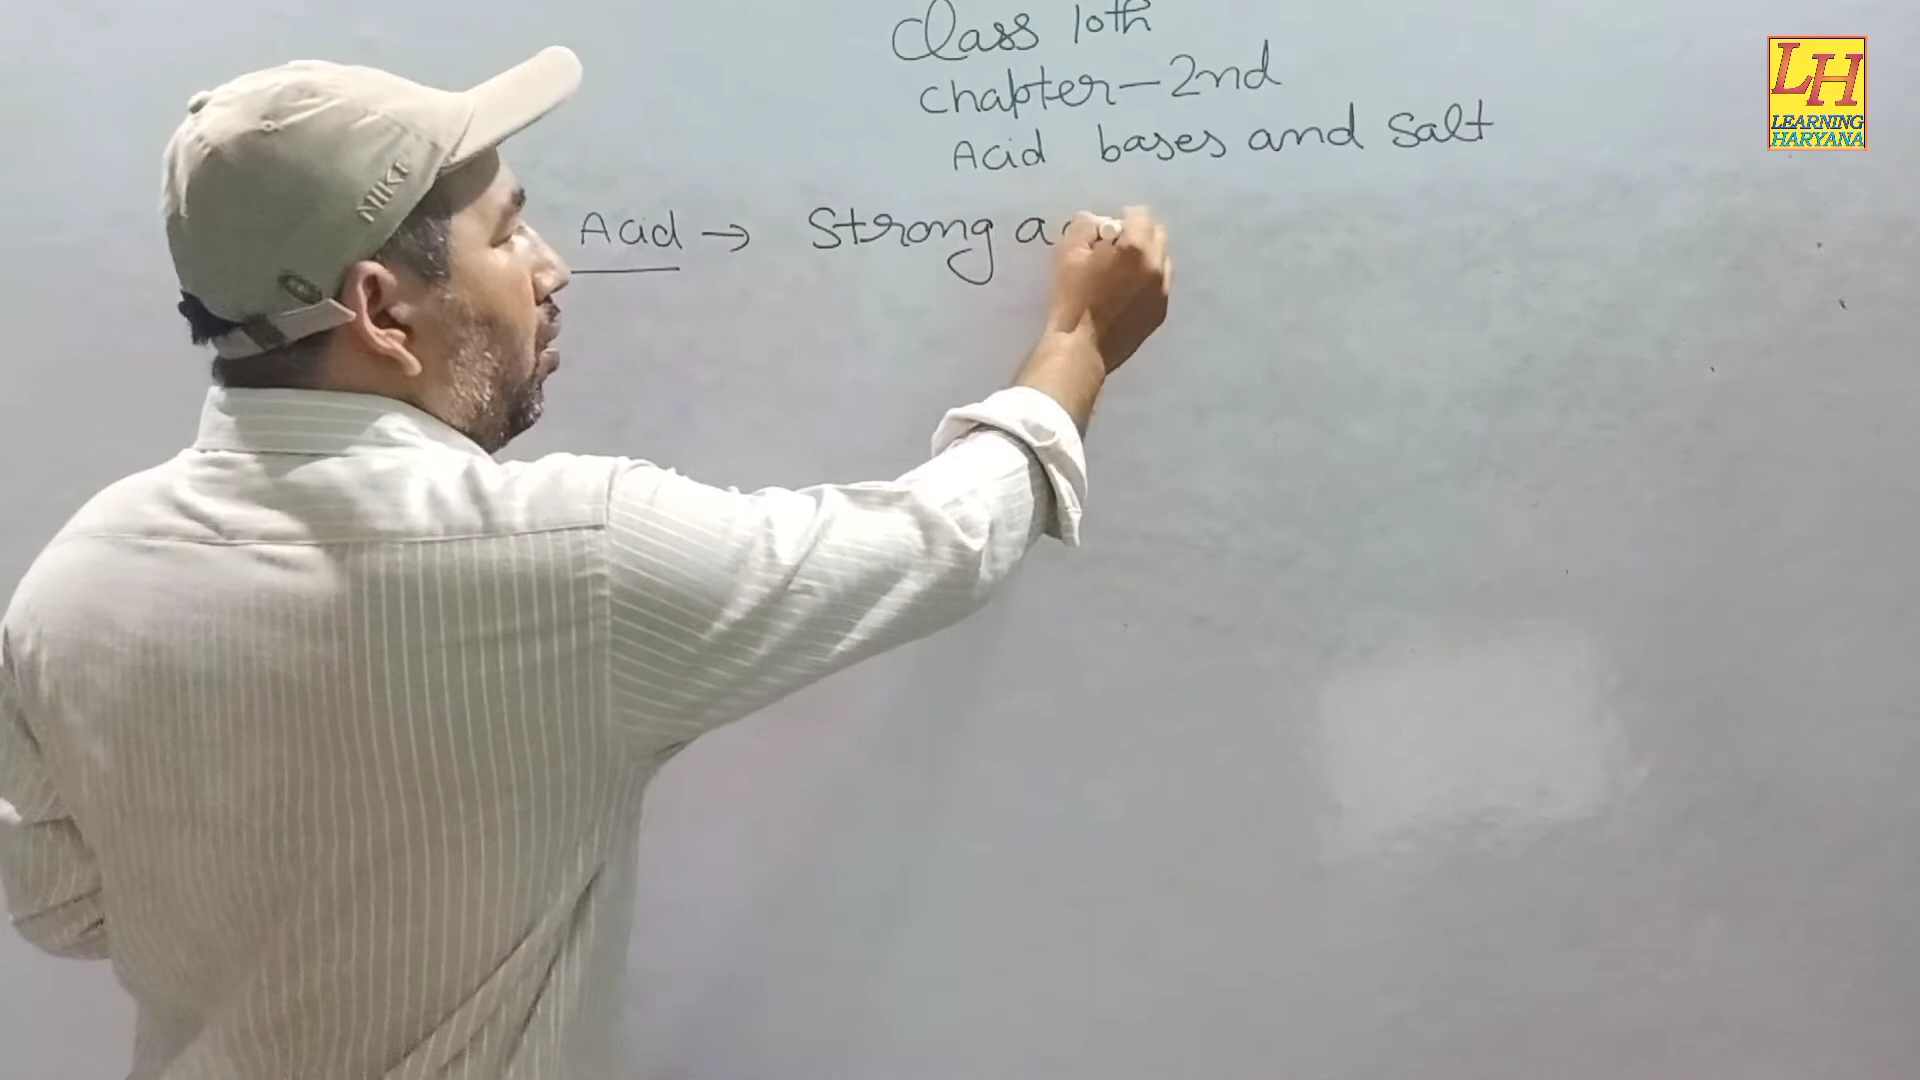 Class 10th
Chapter-2nd
Acid bases and Salt
Acid → Strong
NIKE
LH
LEARNING
HARYANA